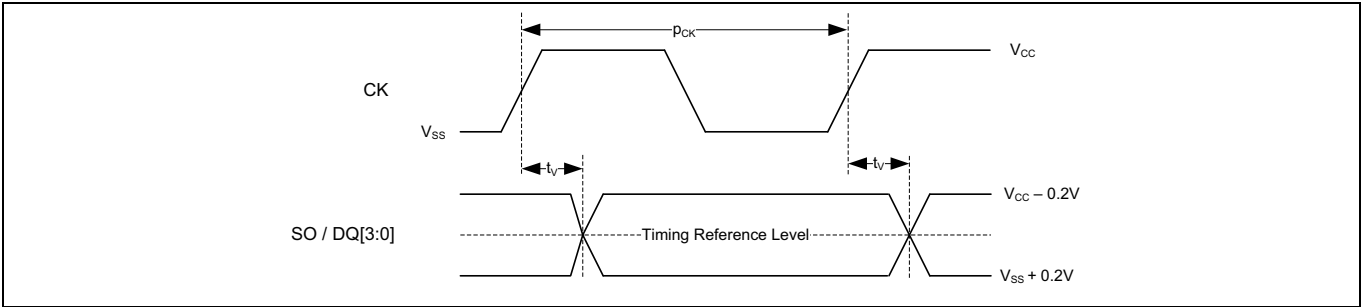 pCK
VCC
CK
VSS
tV
tV
VCC – 0.2V
SO / DQ[3:0]
Timing Reference Level
VSS + 0.2V